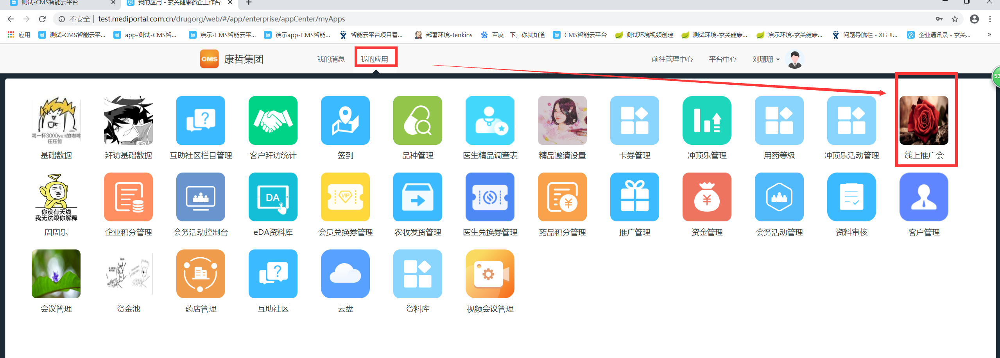 测试-CMS智能云平台
我的应用 - 玄关健康药企工作台
不安全 | test.mediportal.com.cn/drugorg/web/#/app/enterprise/appCenter/myApps
应用 测试-CMS智能云平... app-测试-CMS智... 演示-CMS智能云平... 演示app-CMS智能... 智能云平台项目看... 部署环境-Jenkins 百度一下，你就知道 CMS智能云平台 测试环境视频创建 测试环境-玄关健康... 演示环境-玄关健康... 问题导航栏 - XG JI... 企业通讯录 - 玄关... »
CMS 康哲集团 我的消息 我的应用 前往管理中心 平台中心 刘珊珊
53
喝一杯3000yen的咖啡
压压惊
基础数据 拜访基础数据 互助社区栏目管理 客户拜访统计 签到 品种管理 医生精品调查表 精品邀请设置 卡券管理 冲顶乐管理 用药等级 冲顶乐活动管理 线上推广会
DA VIP ¥ ¥
你没有天线
我无法跟你解释
周周乐 企业积分管理 会务活动控制台 eDA资料库 会员兑换券管理 农牧发货管理 医生兑换券管理 药品积分管理 推广管理 资金管理 会务活动管理 资料审核 客户管理
会议管理 资金池 药店管理 互助社区 云盘 资料库 视频会议管理